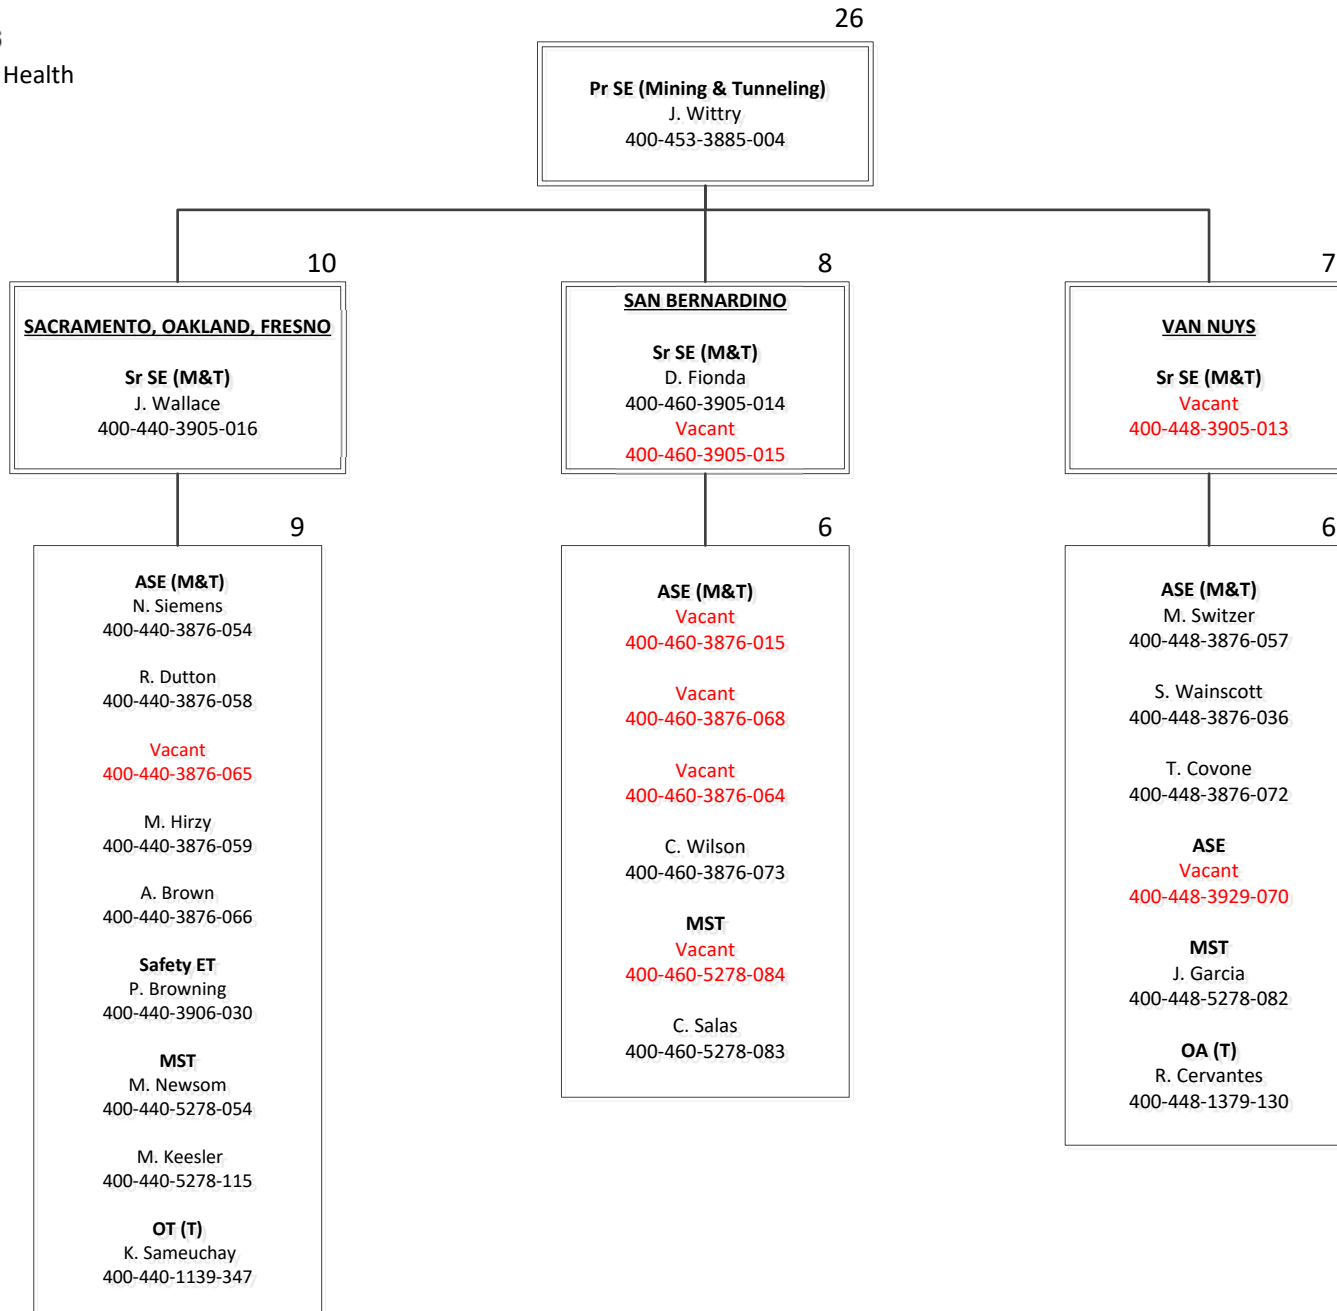 26
Health
Pr SE (Mining & Tunneling)
J. Wittry
400-453-3885-004
10
SACRAMENTO, OAKLAND, FRESNO
Sr SE (M&T)
J. Wallace
400-440-3905-016
8
SAN BERNARDINO
Sr SE (M&T)
D. Fionda
400-460-3905-014
Vacant
400-460-3905-015
7
VAN NUYS
Sr SE (M&T)
Vacant
400-448-3905-013
9
ASE (M&T)
N. Siemens
400-440-3876-054
R. Dutton
400-440-3876-058
Vacant
400-440-3876-065
M. Hirzy
400-440-3876-059
A. Brown
400-440-3876-066
Safety ET
P. Browning
400-440-3906-030
MST
M. Newsom
400-440-5278-054
M. Keesler
400-440-5278-115
OT (T)
K. Sameuchay
400-440-1139-347
6
ASE (M&T)
Vacant
400-460-3876-015
Vacant
400-460-3876-068
Vacant
400-460-3876-064
C. Wilson
400-460-3876-073
MST
Vacant
400-460-5278-084
C. Salas
400-460-5278-083
6
ASE (M&T)
M. Switzer
400-448-3876-057
S. Wainscott
400-448-3876-036
T. Covone
400-448-3876-072
ASE
Vacant
400-448-3929-070
MST
J. Garcia
400-448-5278-082
OA (T)
R. Cervantes
400-448-1379-130